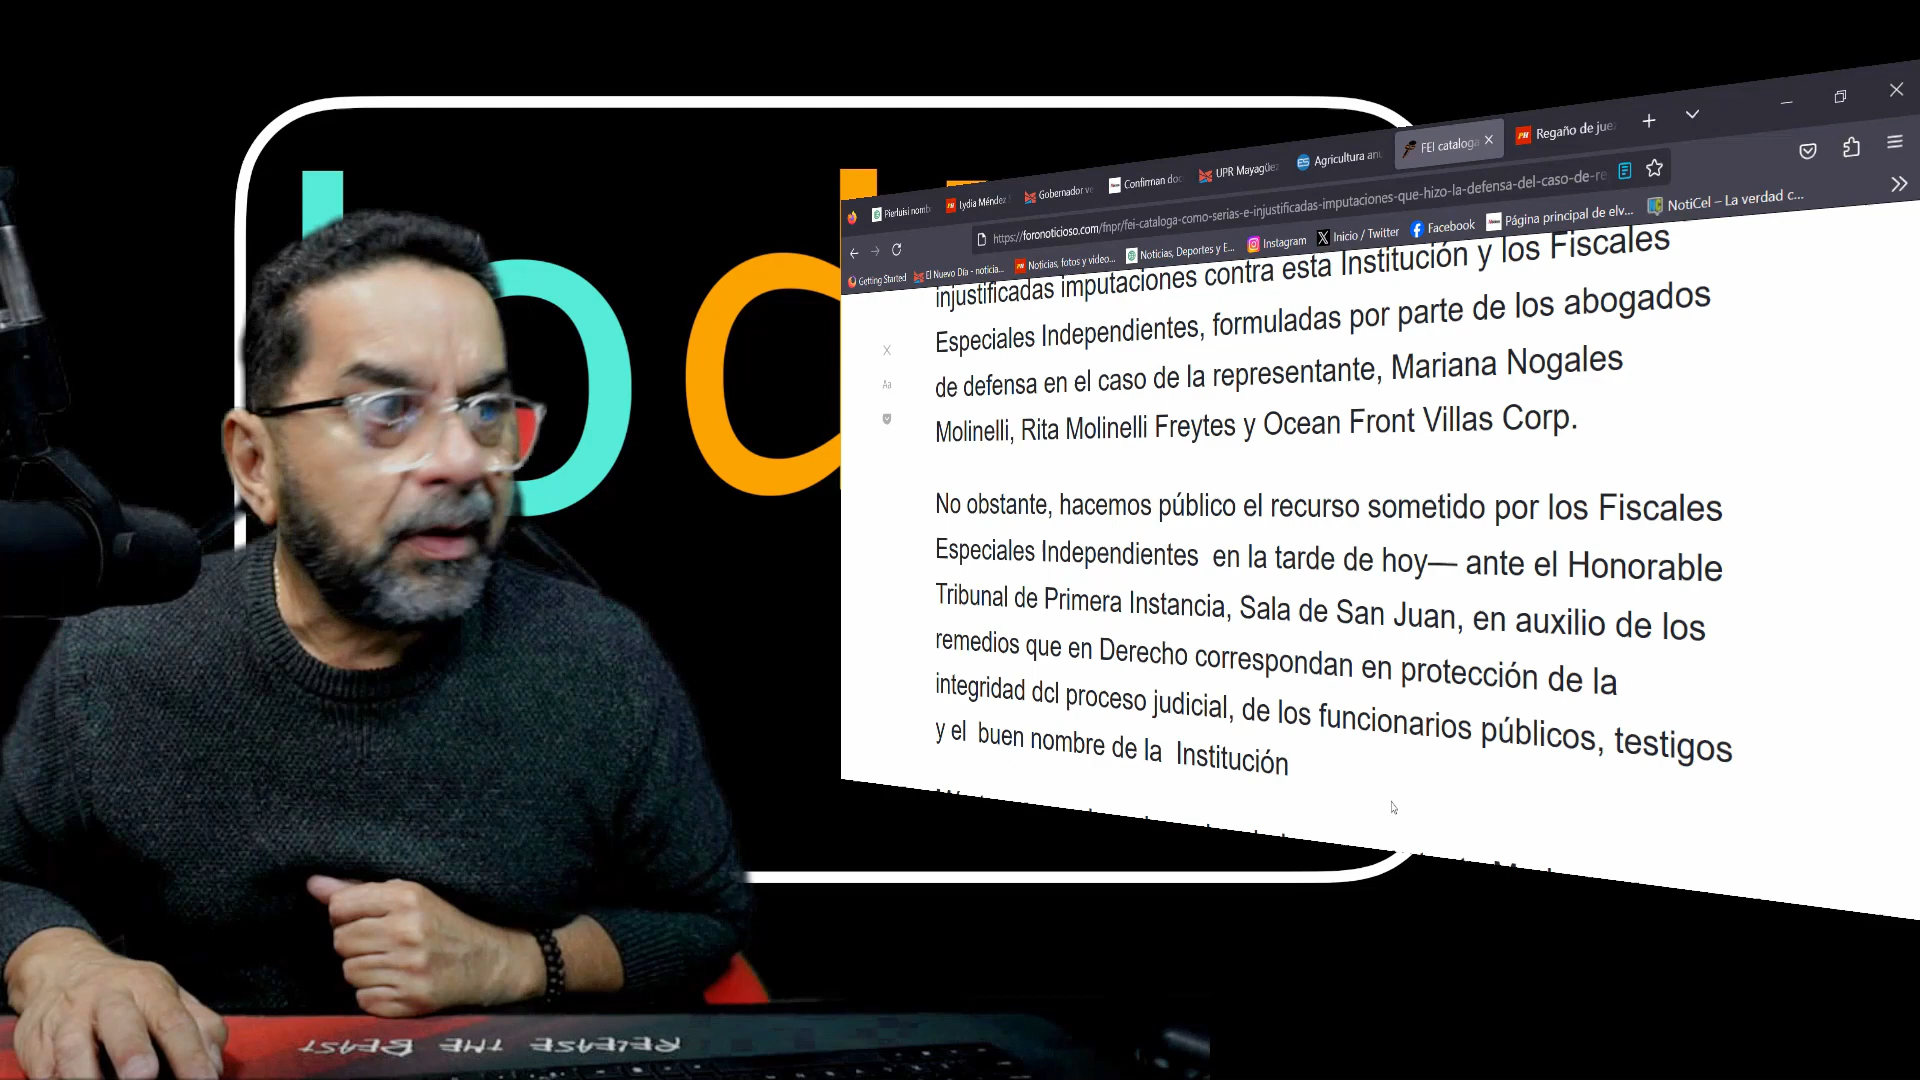 Pierluisi nomb
Lydia Méndez
Gobernador ve
Confirman doc
UPR Mayagüez
Agricultura and
FEI cataloga
Regaño de juez
https://foronoticioso.com/fnpr/fei-cataloga-como-serias-e-injustificadas-imputaciones-que-hizo-la-defensa-del-caso-de-re
Getting Started
El Nuevo Día - noticia...
Noticias, fotos y video...
Noticias, Deportes y E...
Instagram
Inicio / Twitter
Facebook
Página principal de elv...
NotiCel – La verdad c...
injustificadas imputaciones contra esta Institución y los Fiscales
Especiales Independientes, formuladas por parte de los abogados
de defensa en el caso de la representante, Mariana Nogales
Molinelli, Rita Molinelli Freytes y Ocean Front Villas Corp.
No obstante, hacemos público el recurso sometido por los Fiscales
Especiales Independientes en la tarde de hoy— ante el Honorable
Tribunal de Primera Instancia, Sala de San Juan, en auxilio de los
remedios que en Derecho correspondan en protección de la
integridad dcl proceso judicial, de los funcionarios públicos, testigos
y el buen nombre de la Institución
Aa
RELEASE THE BEAST